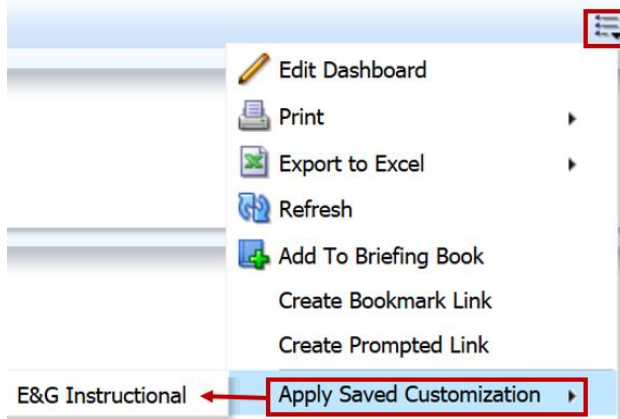 Edit Dashboard
Print
Export to Excel
Refresh
Add To Briefing Book
Create Bookmark Link
Create Prompted Link
E&G Instructional Apply Saved Customization